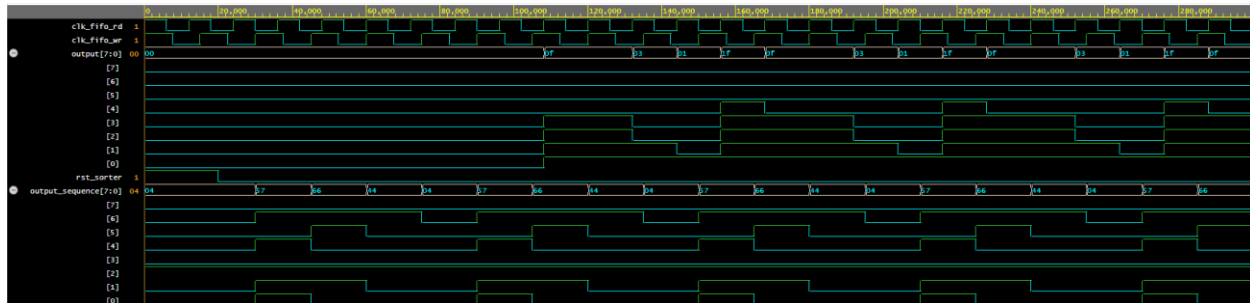 0 20,000 40,000 60,000 80,000 100,000 120,000 140,000 160,000 180,000 200,000 220,000 240,000 260,000 280,000
clk_fifo_rd 1
clk_fifo_wr 1
output[7:0] 00 00 0f 03 01 1f 0f 03 01 1f 0f 03 01 1f 0f
[7]
[6]
[5]
[4]
[3]
[2]
[1]
[0]
rst_sorter 1
output_sequence[7:0] 04 04 57 66 44 04 57 66 44 04 57 66 44 04 57 66 44 04 57 66
[7]
[6]
[5]
[4]
[3]
[2]
[1]
[0]